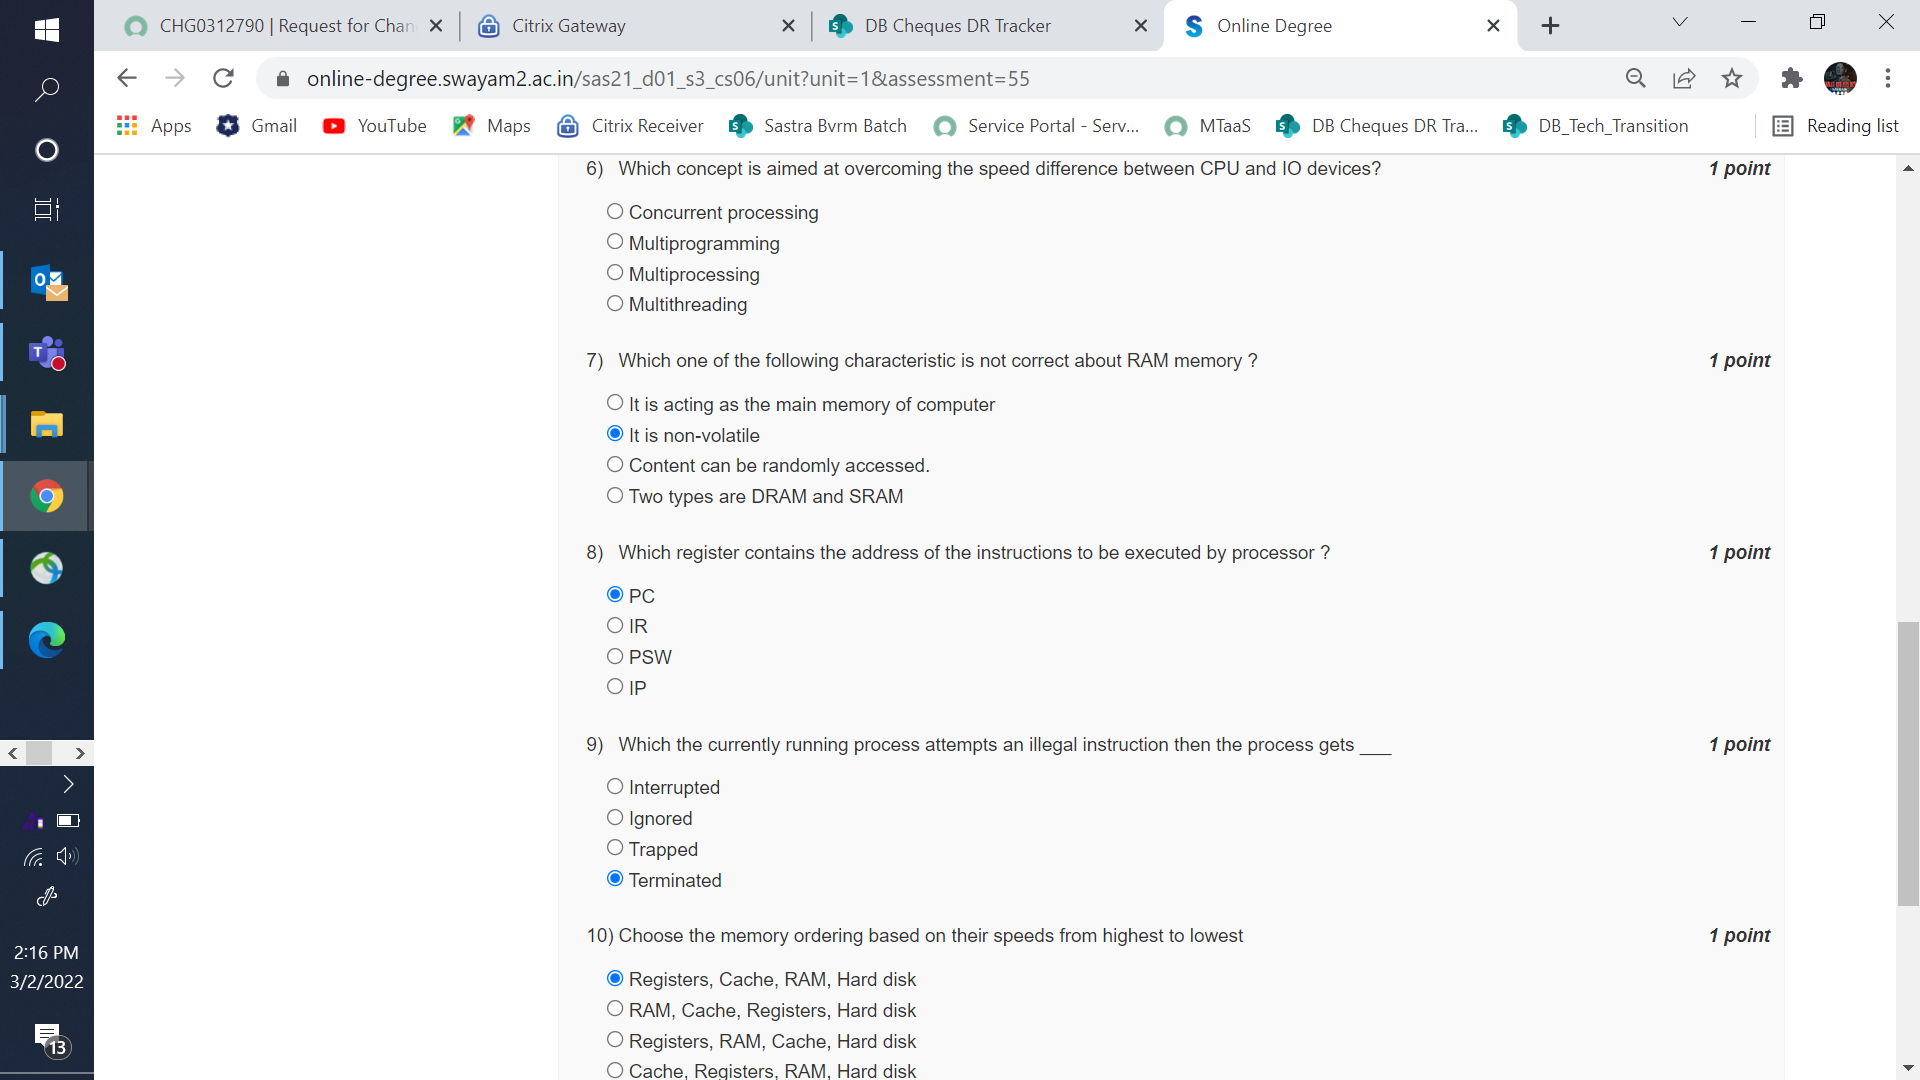 CHG0312790 | Request for Chan
Citrix Gateway
DB Cheques DR Tracker
Online Degree
online-degree.swayam2.ac.in/sas21_d01_s3_cs06/unit?unit=1&assessment=55
Apps
Gmail
YouTube
Maps
Citrix Receiver
Sastra Bvrm Batch
Service Portal - Serv...
MTaaS
DB Cheques DR Tra...
DB_Tech_Transition
Reading list
6) Which concept is aimed at overcoming the speed difference between CPU and IO devices? 1 point
Concurrent processing
Multiprogramming
Multiprocessing
Multithreading
7) Which one of the following characteristic is not correct about RAM memory ? 1 point
It is acting as the main memory of computer
It is non-volatile
Content can be randomly accessed.
Two types are DRAM and SRAM
8) Which register contains the address of the instructions to be executed by processor ? 1 point
PC
IR
PSW
IP
9) Which the currently running process attempts an illegal instruction then the process gets ___ 1 point
Interrupted
Ignored
Trapped
Terminated
10) Choose the memory ordering based on their speeds from highest to lowest 1 point
Registers, Cache, RAM, Hard disk
RAM, Cache, Registers, Hard disk
Registers, RAM, Cache, Hard disk
Cache, Registers, RAM, Hard disk
2:16 PM
3/2/2022
13